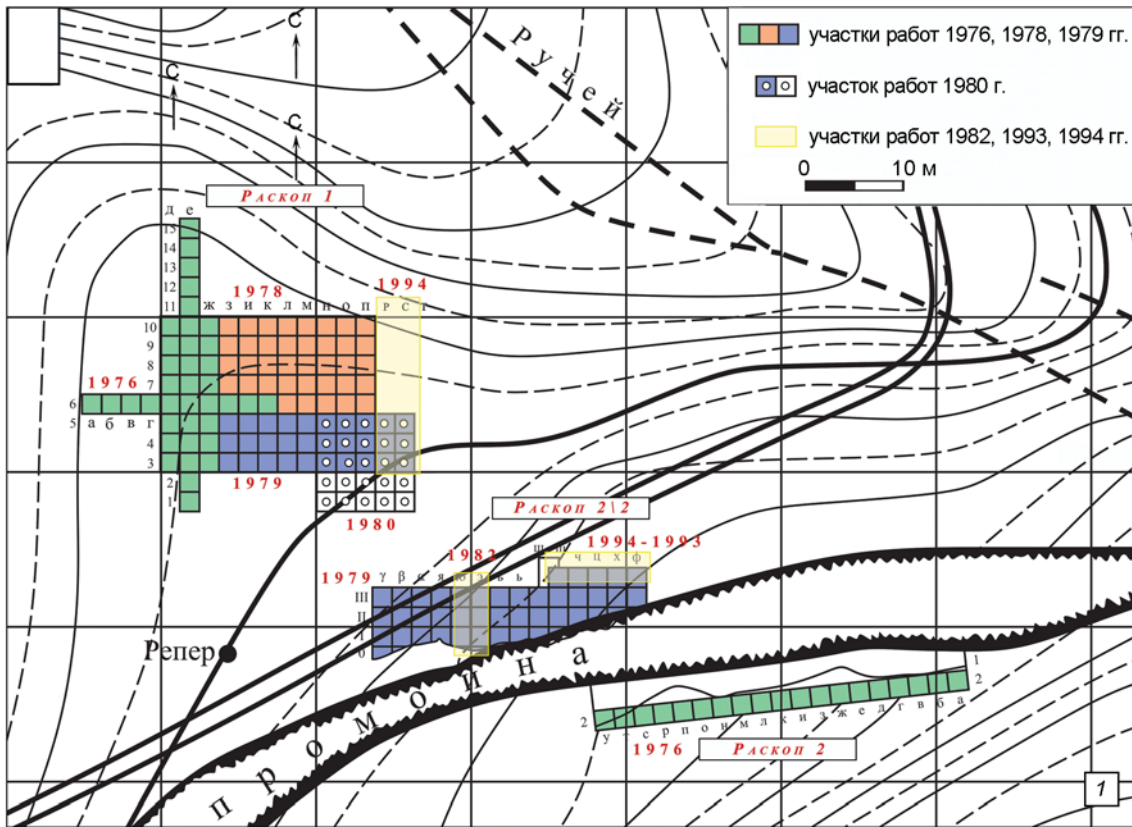 участки работ 1976, 1978, 1979 гг.
участок работ 1980 г.
участки работ 1982, 1993, 1994 гг.
0 10 м
Ручей
С
С
С
Раскоп 1
д е
15
14
13
12
11
1978
1994
ж з и к л м н о п р с т
10
9
8
7
1976
6
5 а б в г
4
3
2
1
1979
1980
Раскоп 2\2
1994-1993
1982
ч ц х ф
1979
γ β α я ю э ь ъ
III
II
I
0
Репер
промоина
1
2
2
у т с р п о н м л к и з ж е д г в б а
1976
Раскоп 2
1